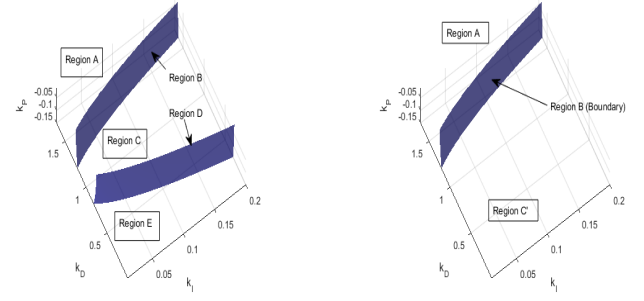 Region A
Region B
Region D
Region C
Region E
k_P
-0.05
-0.1
-0.15
1.5
1
0.5
k_D
0.05
0.1
0.15
0.2
k_I
Region A
Region B (Boundary)
Region C'
k_P
-0.05
-0.1
-0.15
1.5
1
0.5
k_D
0.05
0.1
0.15
0.2
k_I